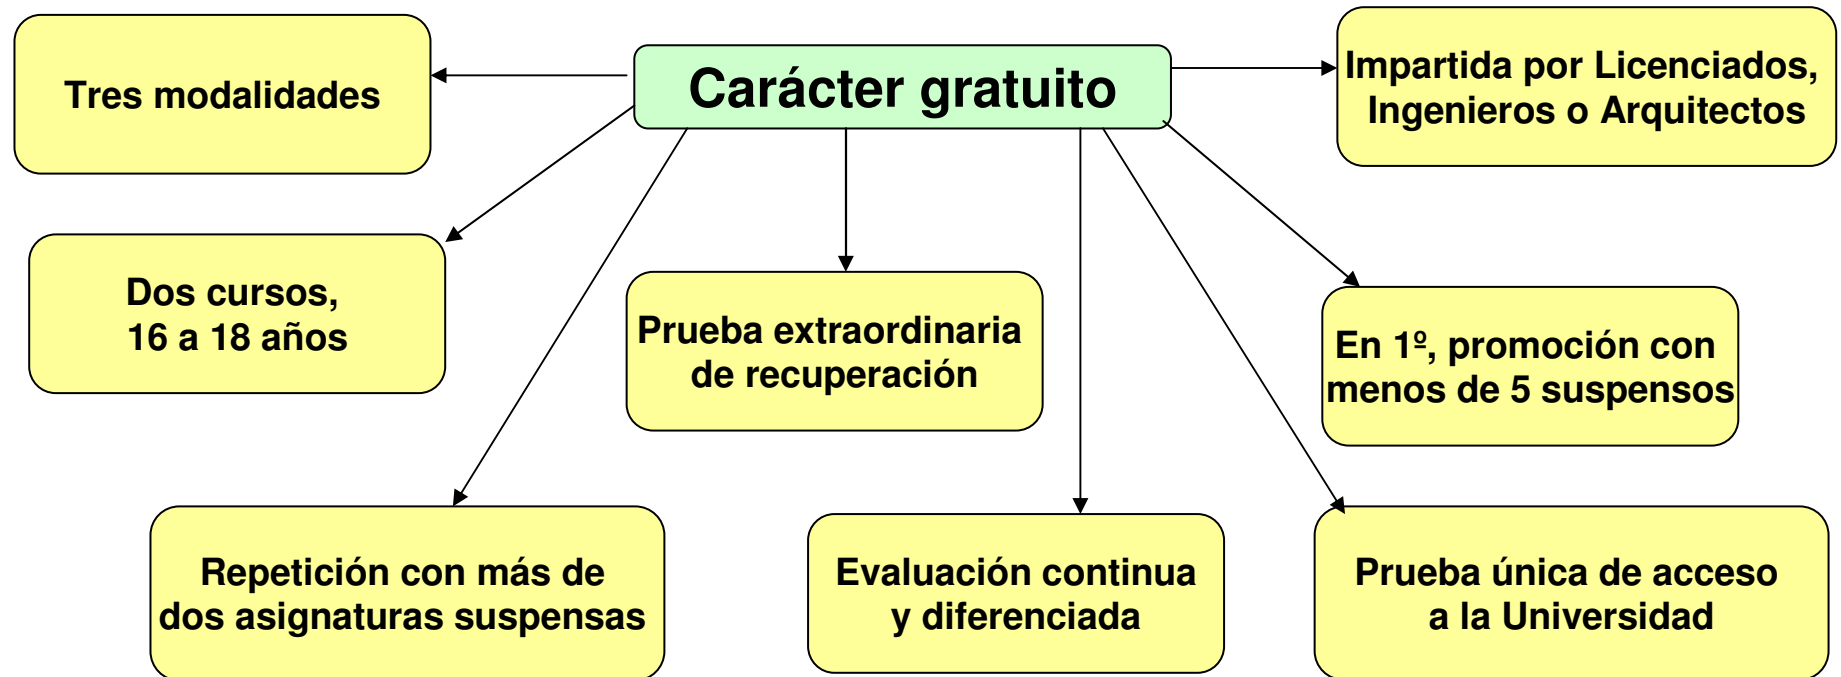 Carácter gratuito
Tres modalidades
Impartida por Licenciados,
Ingenieros o Arquitectos
Dos cursos,
16 a 18 años
Prueba extraordinaria
de recuperación
En 1º, promoción con
menos de 5 suspensos
Repetición con más de
dos asignaturas suspensas
Evaluación continua
y diferenciada
Prueba única de acceso
a la Universidad